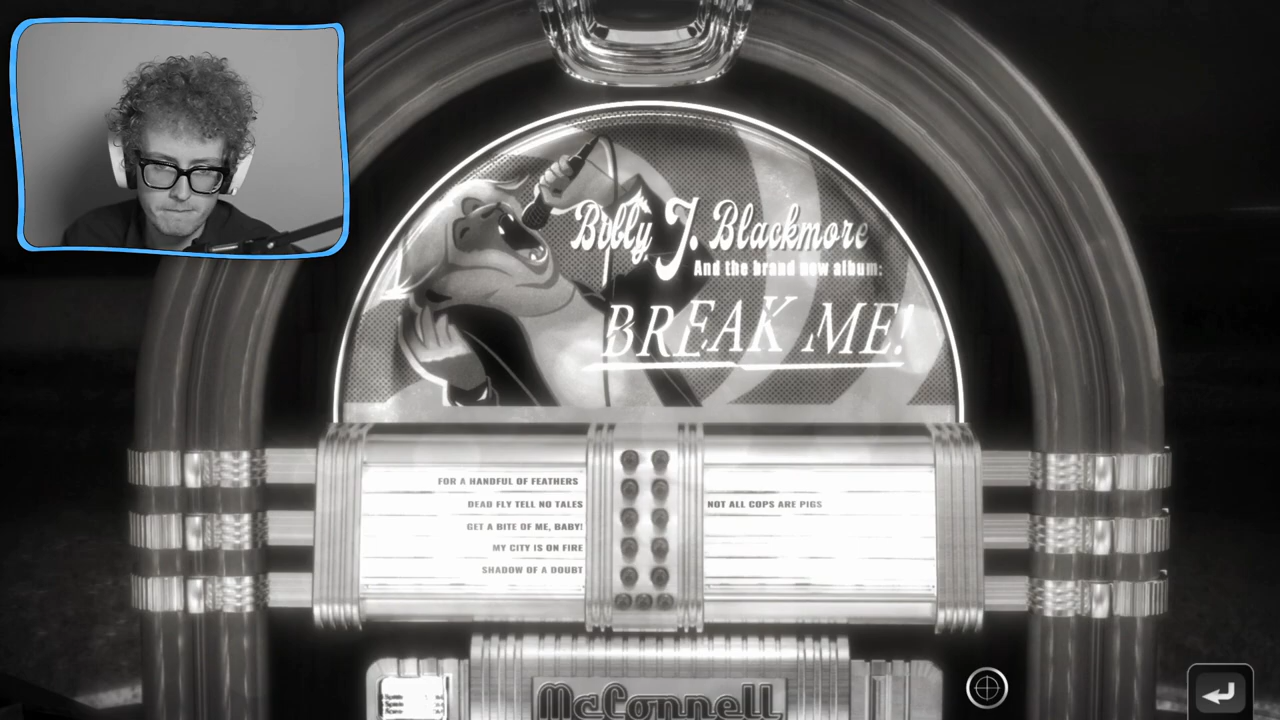 Billy J. Blackmore
And the brand new album:
BREAK ME!
FOR A HANDFUL OF FEATHERS
DEAD FLY TELL NO TALES
GET A BITE OF ME, BABY!
MY CITY IS ON FIRE
SHADOW OF A DOUBT
NOT ALL COPS ARE PIGS
McConnell